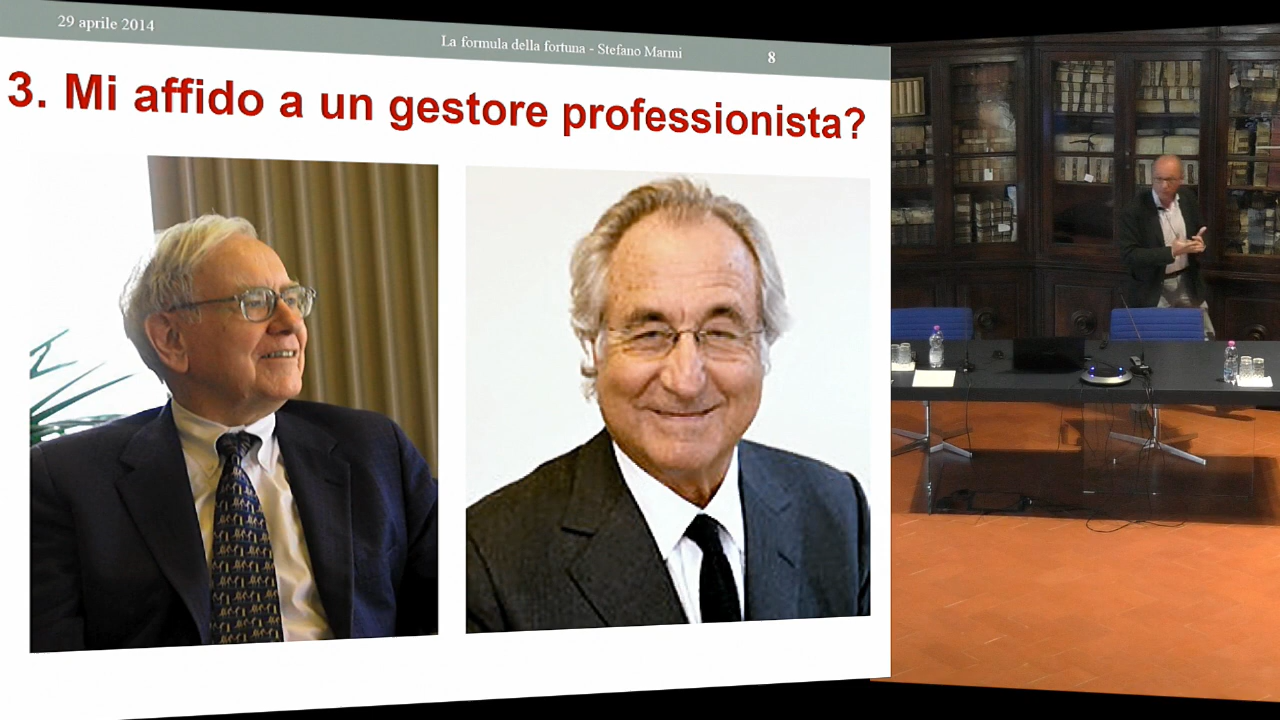 29 aprile 2014
La formula della fortuna - Stefano Marmi
8
3. Mi affido a un gestore professionista?